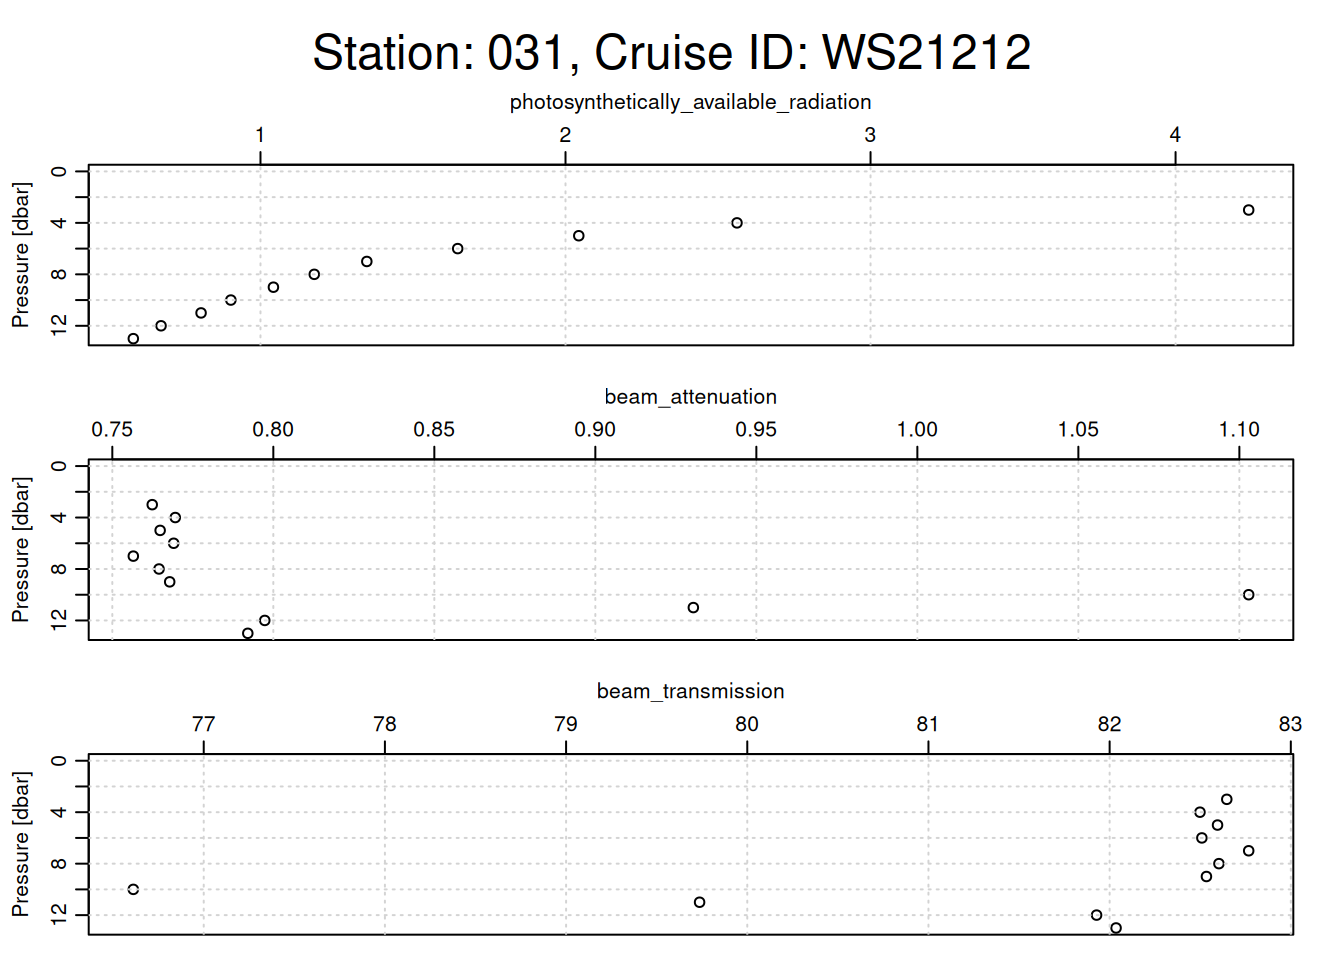 Station: 031, Cruise ID: WS21212
photosynthetically_available_radiation
1 2 3 4
Pressure [dbar]
0
4
8
12
beam_attenuation
0.75 0.80 0.85 0.90 0.95 1.00 1.05 1.10
Pressure [dbar]
0
4
8
12
beam_transmission
77 78 79 80 81 82 83
Pressure [dbar]
0
4
8
12